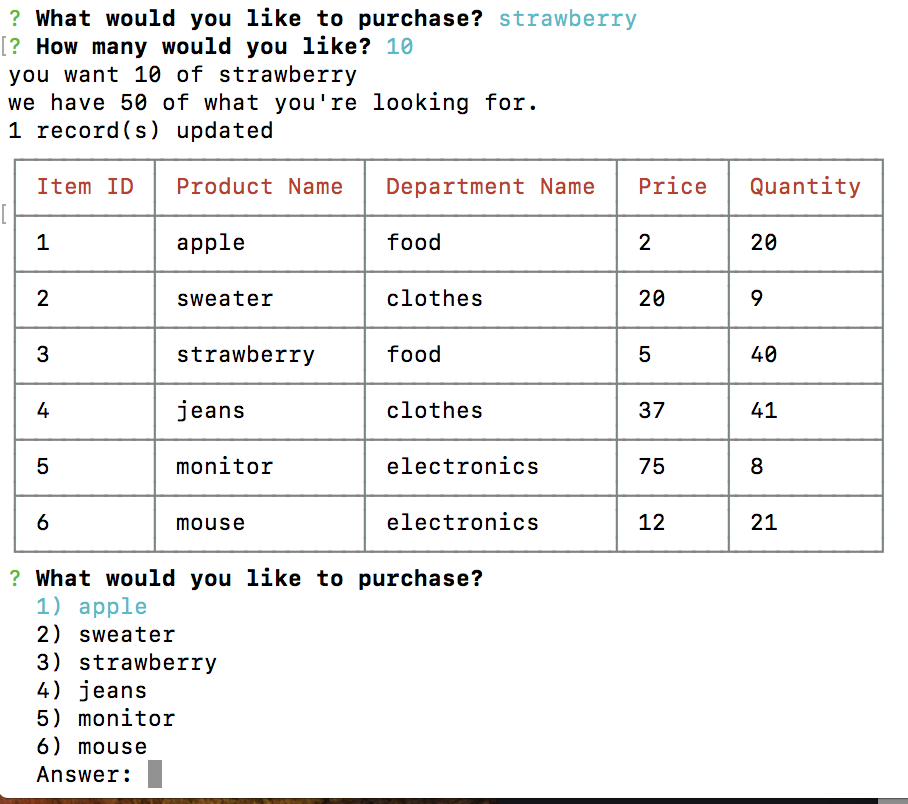 ? What would you like to purchase? strawberry
[? How many would you like? 10
you want 10 of strawberry
we have 50 of what you're looking for.
1 record(s) updated
Item ID Product Name Department Name Price Quantity
[
1 apple food 2 20
2 sweater clothes 20 9
3 strawberry food 5 40
4 jeans clothes 37 41
5 monitor electronics 75 8
6 mouse electronics 12 21
? What would you like to purchase?
1) apple
2) sweater
3) strawberry
4) jeans
5) monitor
6) mouse
Answer: